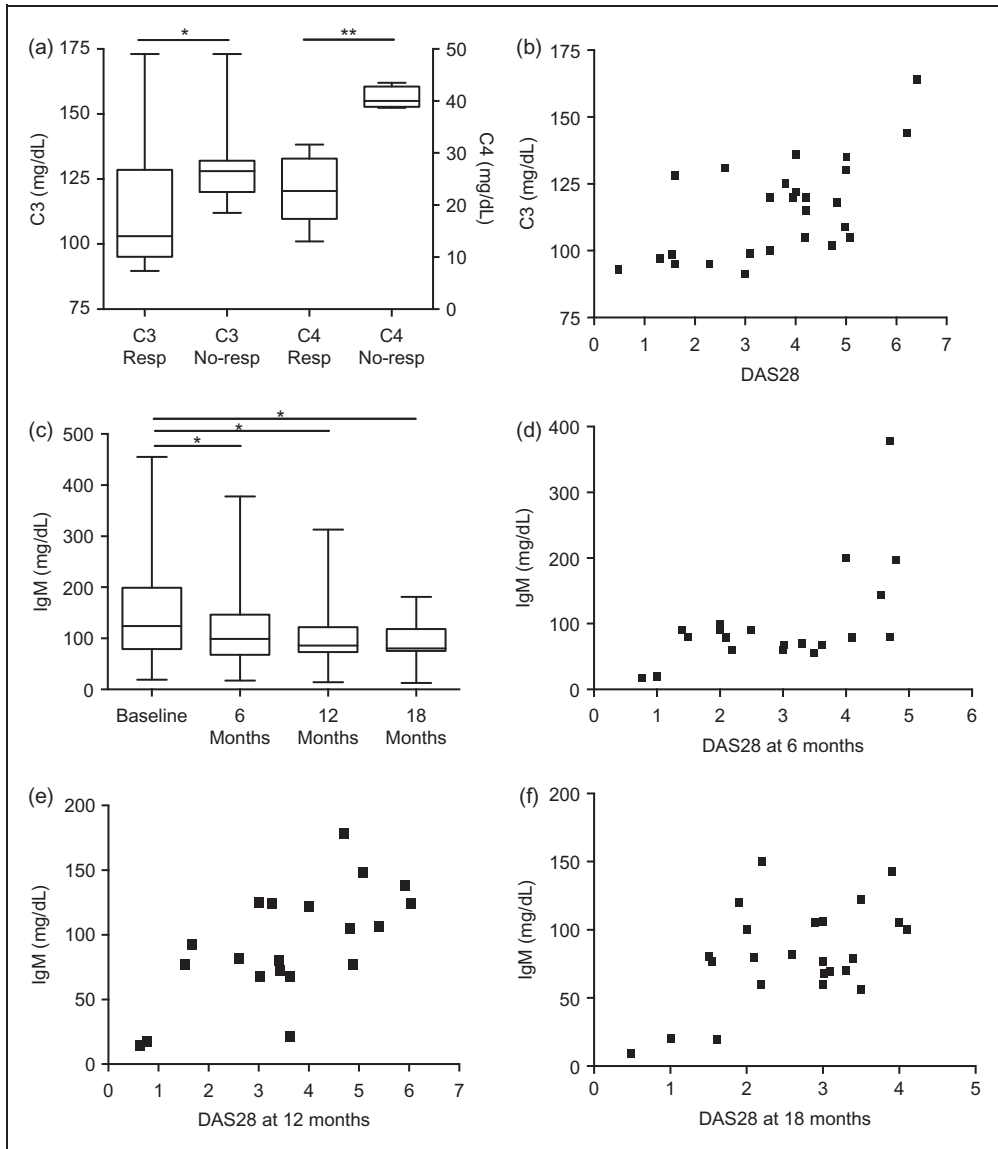 (a)
*
**
175
150
125
100
75
C3 (mg/dL)
50
40
30
20
10
0
C4 (mg/dL)
C3 Resp
C3 No-resp
C4 Resp
C4 No-resp
(b)
175
150
125
100
75
C3 (mg/dL)
0 1 2 3 4 5 6 7
DAS28
(c)
*
*
*
500
400
300
200
100
0
IgM (mg/dL)
Baseline
6 Months
12 Months
18 Months
(d)
400
300
200
100
0
IgM (mg/dL)
0 1 2 3 4 5 6
DAS28 at 6 months
(e)
200
150
100
50
0
IgM (mg/dL)
0 1 2 3 4 5 6 7
DAS28 at 12 months
(f)
200
150
100
50
0
IgM (mg/dL)
0 1 2 3 4 5
DAS28 at 18 months